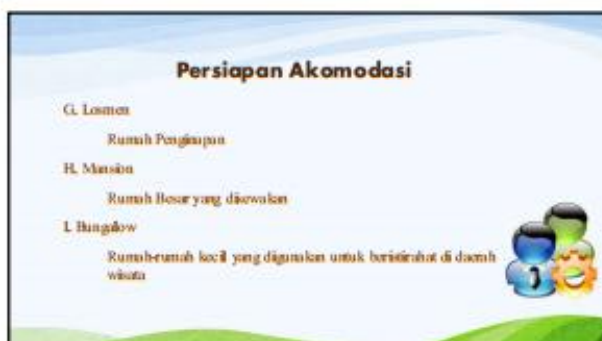 Persiapan Akomodasi
G. Losmen
Rumah Penginapan
H. Mansion
Rumah Besar yang disewakan
I. Bungalow
Rumah-rumah kecil yang digunakan untuk beristirahat di daerah
wisata